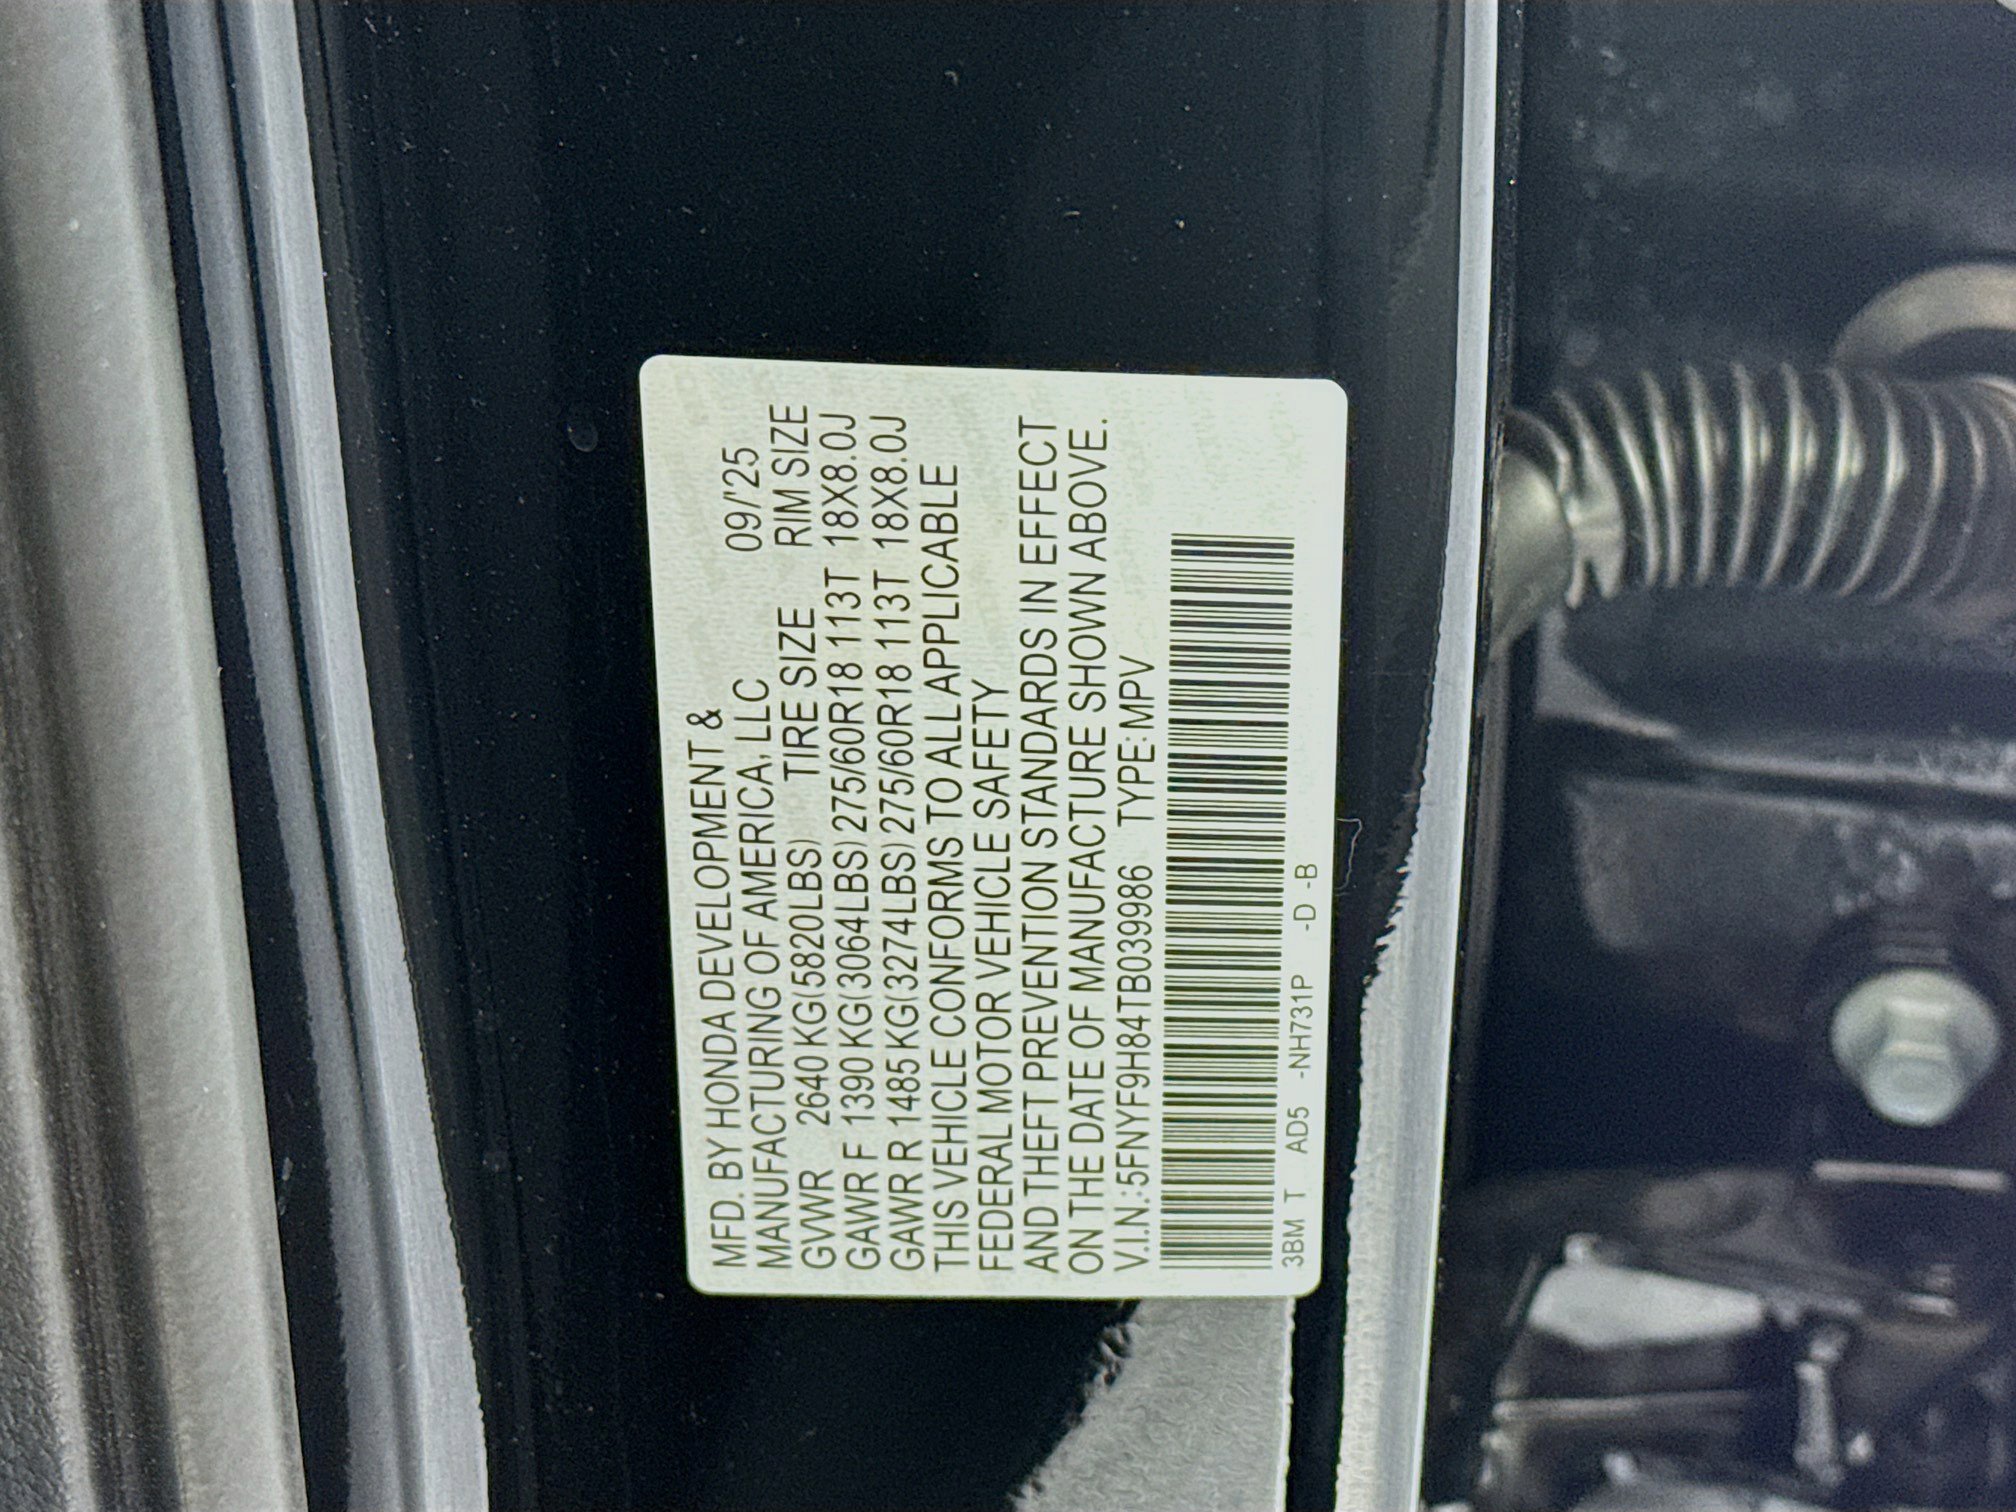 MFD. BY HONDA DEVELOPMENT &
MANUFACTURING OF AMERICA, LLC 09/'25
GVWR 2640 KG(5820LBS) TIRE SIZE RIM SIZE
GAWR F 1390 KG(3064LBS) 275/60R18 113T 18X8.0J
GAWR R 1485 KG(3274LBS) 275/60R18 113T 18X8.0J
THIS VEHICLE CONFORMS TO ALL APPLICABLE
FEDERAL MOTOR VEHICLE SAFETY
AND THEFT PREVENTION STANDARDS IN EFFECT
ON THE DATE OF MANUFACTURE SHOWN ABOVE.
V.I.N.:5FNYF9H84TB039986 TYPE:MPV
3BM T AD5 -NH731P -D -B